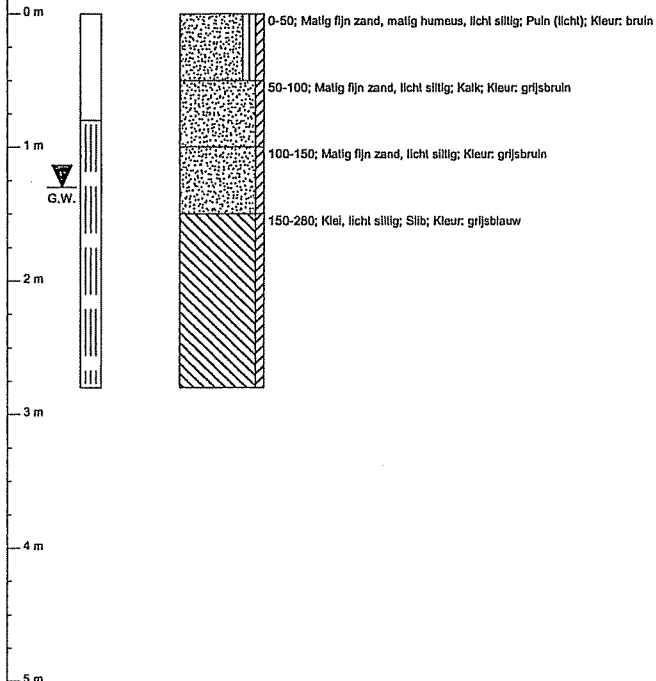 0 m
0-50; Matig fijn zand, matig humeus, licht siltig; Puin (licht); Kleur: bruin
50-100; Matig fijn zand, licht siltig; Kalk; Kleur: grijsbruin
1 m
100-150; Matig fijn zand, licht siltig; Kleur: grijsbruin
G.W.
150-280; Klei, licht siltig; Slib; Kleur: grijsblauw
2 m
3 m
4 m
5 m